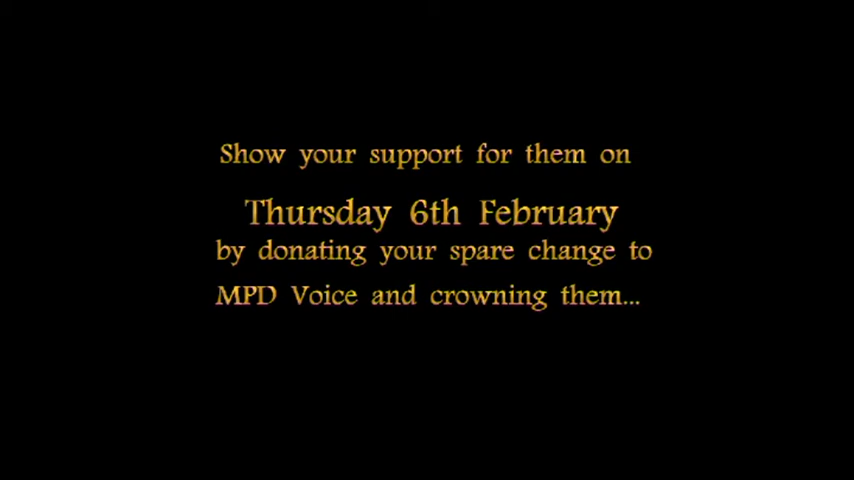 Show your support for them on
Thursday 6th February
by donating your spare change to
MPD Voice and crowning them...